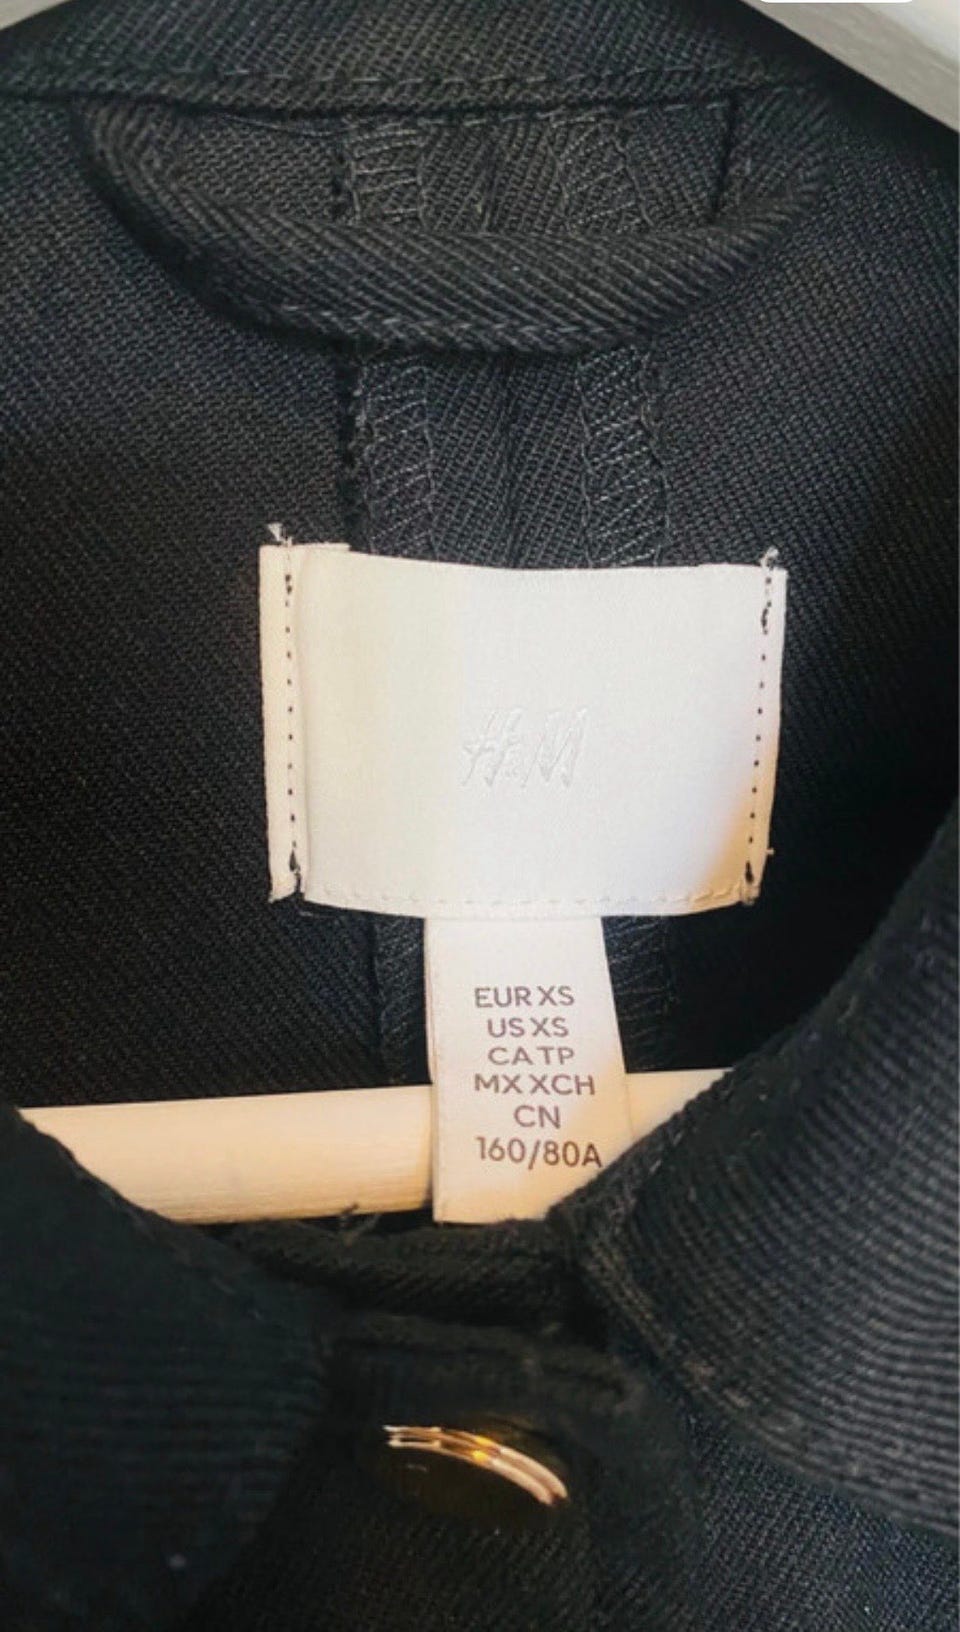 H&M
EUR XS
US XS
CA TP
MX XCH
CN
160/80A